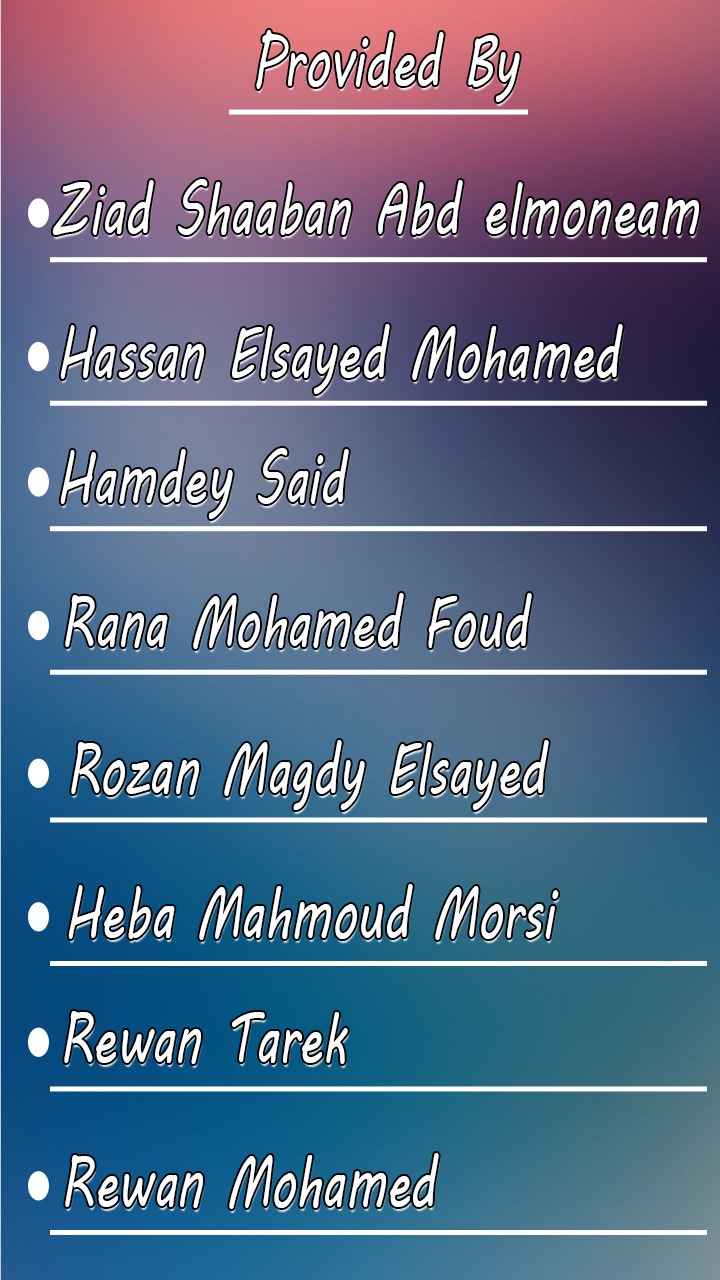 Provided By
•Ziad Shaaban Abd elmoneam
•Hassan Elsayed Mohamed
•Hamdey Said
•Rana Mohamed Foud
•Rozan Magdy Elsayed
•Heba Mahmoud Morsi
•Rewan Tarek
•Rewan Mohamed